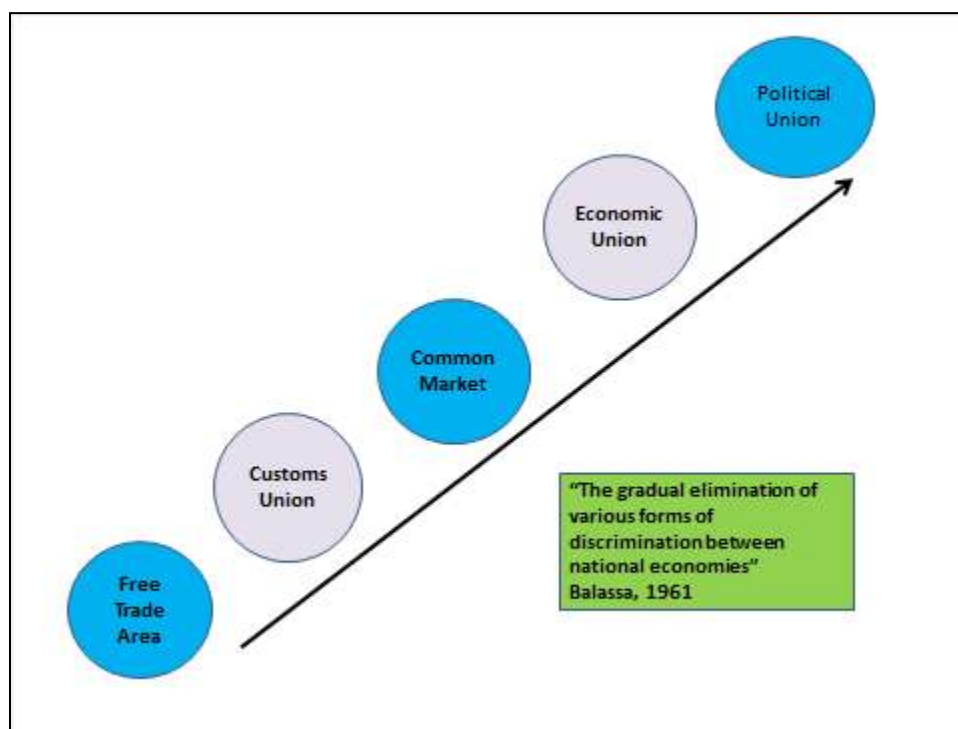 Political
Union
Economic
Union
Common
Market
Customs
Union
Free
Trade
Area
“The gradual elimination of
various forms of
discrimination between
national economies”
Balassa, 1961